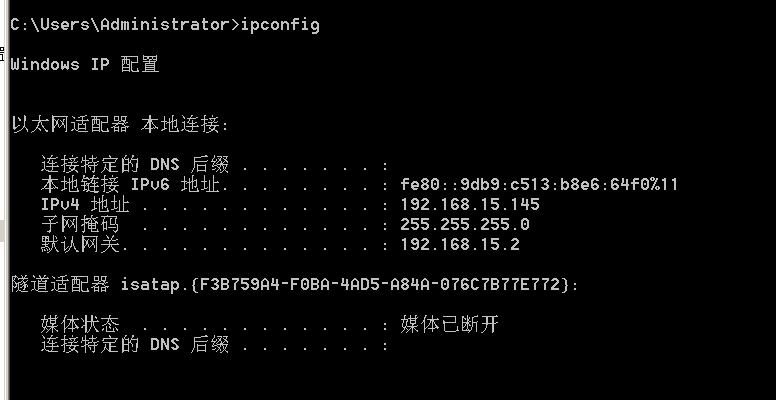 C:\Users\Administrator>ipconfig
Windows IP 配置
以太网适配器 本地连接:
连接特定的 DNS 后缀 . . . . . . . :
本地链接 IPv6 地址. . . . . . . . : fe80::9db9:c513:b8e6:64f0%11
IPv4 地址 . . . . . . . . . . . . : 192.168.15.145
子网掩码 . . . . . . . . . . . . : 255.255.255.0
默认网关. . . . . . . . . . . . . : 192.168.15.2
隧道适配器 isatap.{F3B759A4-F0BA-4AD5-A84A-076C7B77E772}:
媒体状态 . . . . . . . . . . . . : 媒体已断开
连接特定的 DNS 后缀 . . . . . . . :